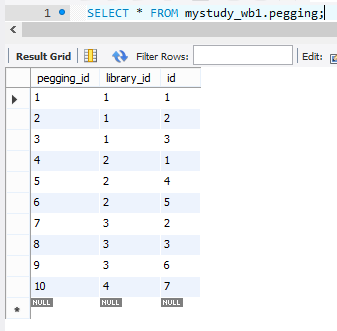 1 SELECT * FROM mystudy_wb1.pegging;
Result Grid Filter Rows: Edit:
pegging_id library_id id
1 1 1
2 1 2
3 1 3
4 2 1
5 2 4
6 2 5
7 3 2
8 3 3
9 3 6
10 4 7
NULL NULL NULL